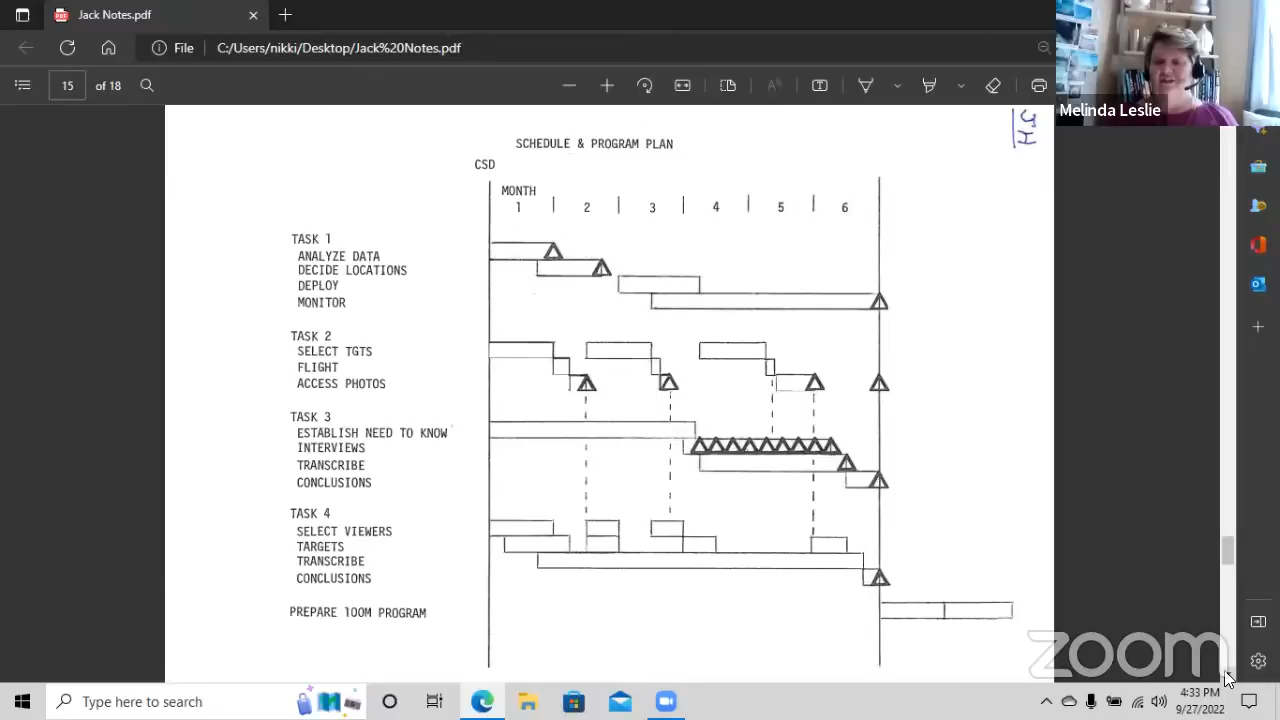 Jack Notes.pdf
File
C:/Users/nikki/Desktop/Jack%20Notes.pdf
15 of 18
Melinda Leslie
JH
SCHEDULE & PROGRAM PLAN
CSD
MONTH
1 2 3 4 5 6
TASK 1
ANALYZE DATA
DECIDE LOCATIONS
DEPLOY
MONITOR
TASK 2
SELECT TGTS
FLIGHT
ACCESS PHOTOS
TASK 3
ESTABLISH NEED TO KNOW
INTERVIEWS
TRANSCRIBE
CONCLUSIONS
TASK 4
SELECT VIEWERS
TARGETS
TRANSCRIBE
CONCLUSIONS
PREPARE 100M PROGRAM
zoom
Type here to search
4:33 PM
9/27/2022